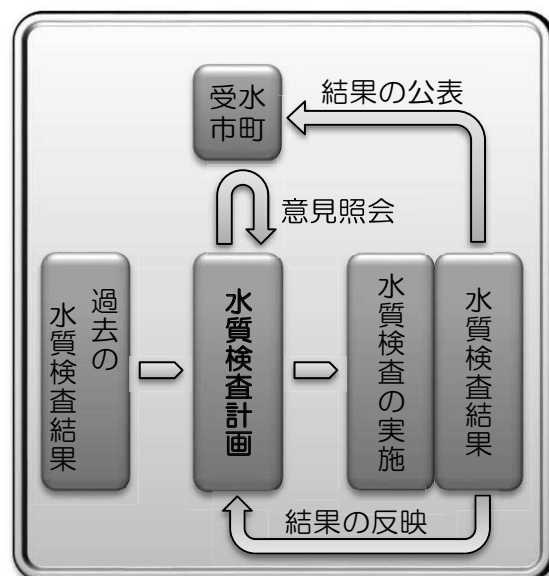 受水
市町
結果の公表
意見照会
過去の
水質検査結果
水質検査計画
水質検査の実施
水質検査結果
結果の反映